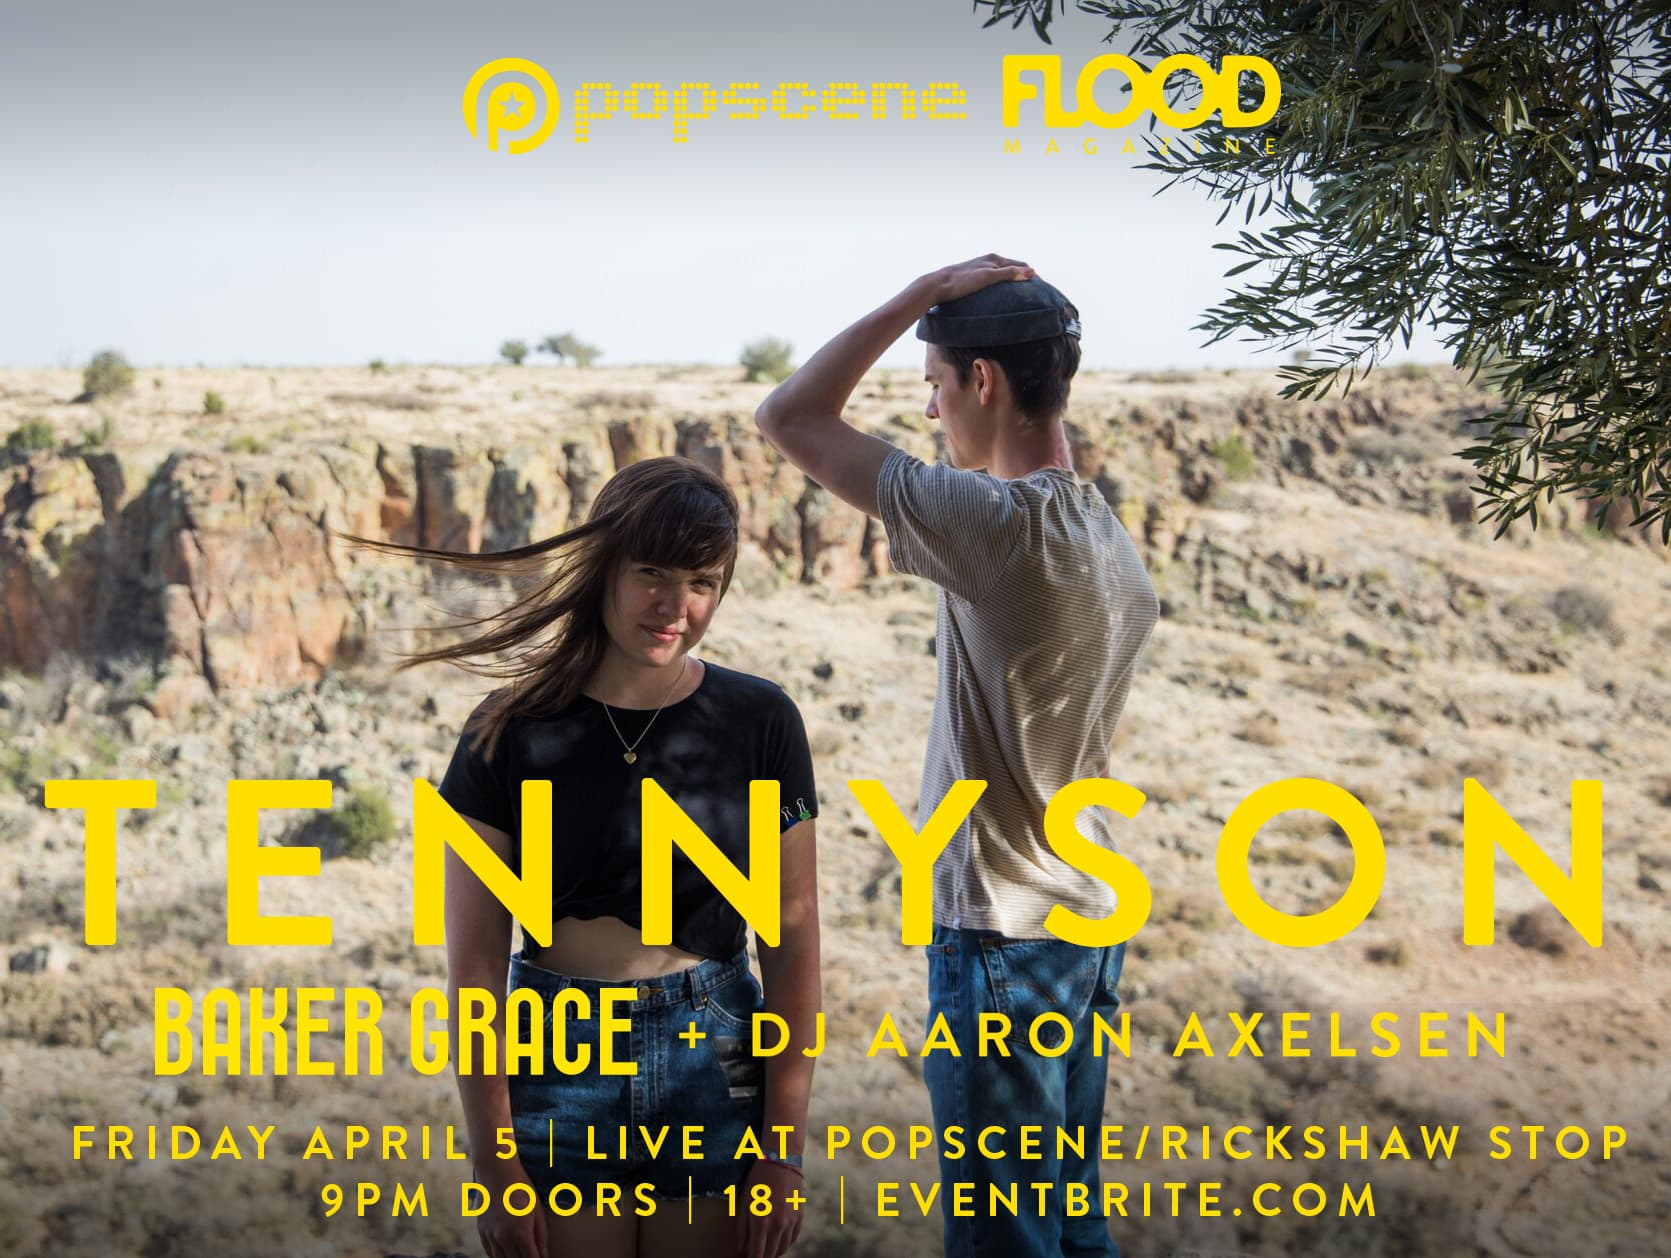 popscene FLOOD
MAGAZINE
TENNYSON
BAKER GRACE + DJ AARON AXELSEN
FRIDAY APRIL 5 | LIVE AT POPSCENE/RICKSHAW STOP
9PM DOORS | 18+ | EVENTBRITE.COM